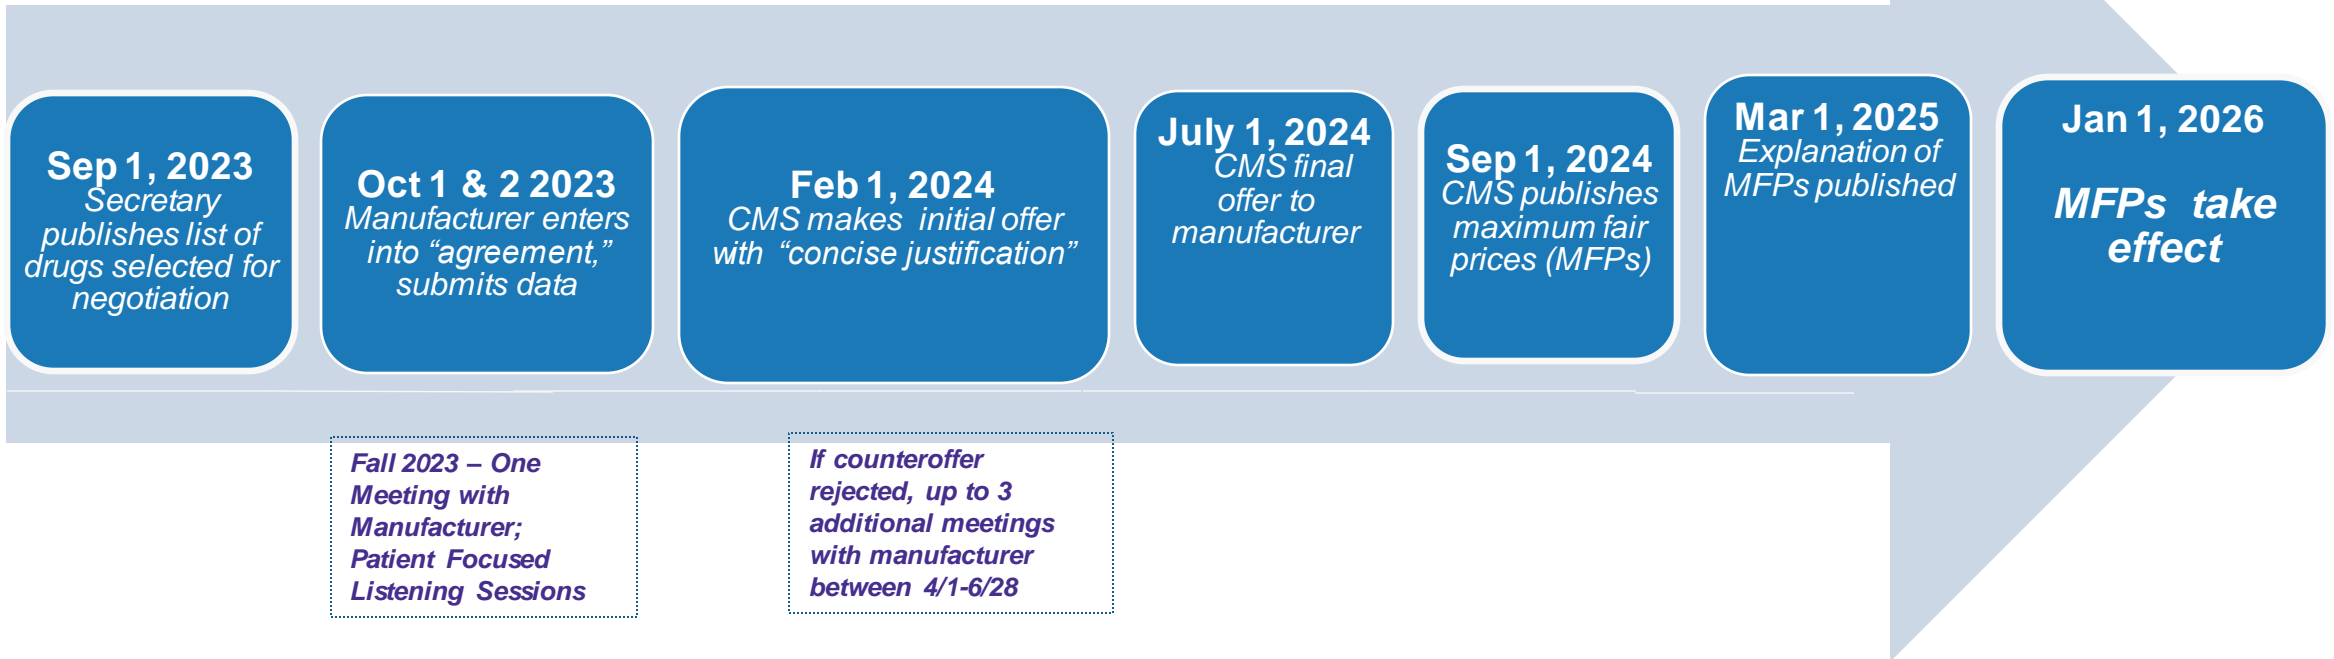 Sep 1, 2023
Secretary
publishes list of
drugs selected for
negotiation
Oct 1 & 2 2023
Manufacturer enters
into “agreement,”
submits data
Feb 1, 2024
CMS makes initial offer
with “concise justification”
July 1, 2024
CMS final
offer to
manufacturer
Sep 1, 2024
CMS publishes
maximum fair
prices (MFPs)
Mar 1, 2025
Explanation of
MFPs published
Jan 1, 2026
MFPs take
effect
Fall 2023 – One
Meeting with
Manufacturer;
Patient Focused
Listening Sessions
If counteroffer
rejected, up to 3
additional meetings
with manufacturer
between 4/1-6/28